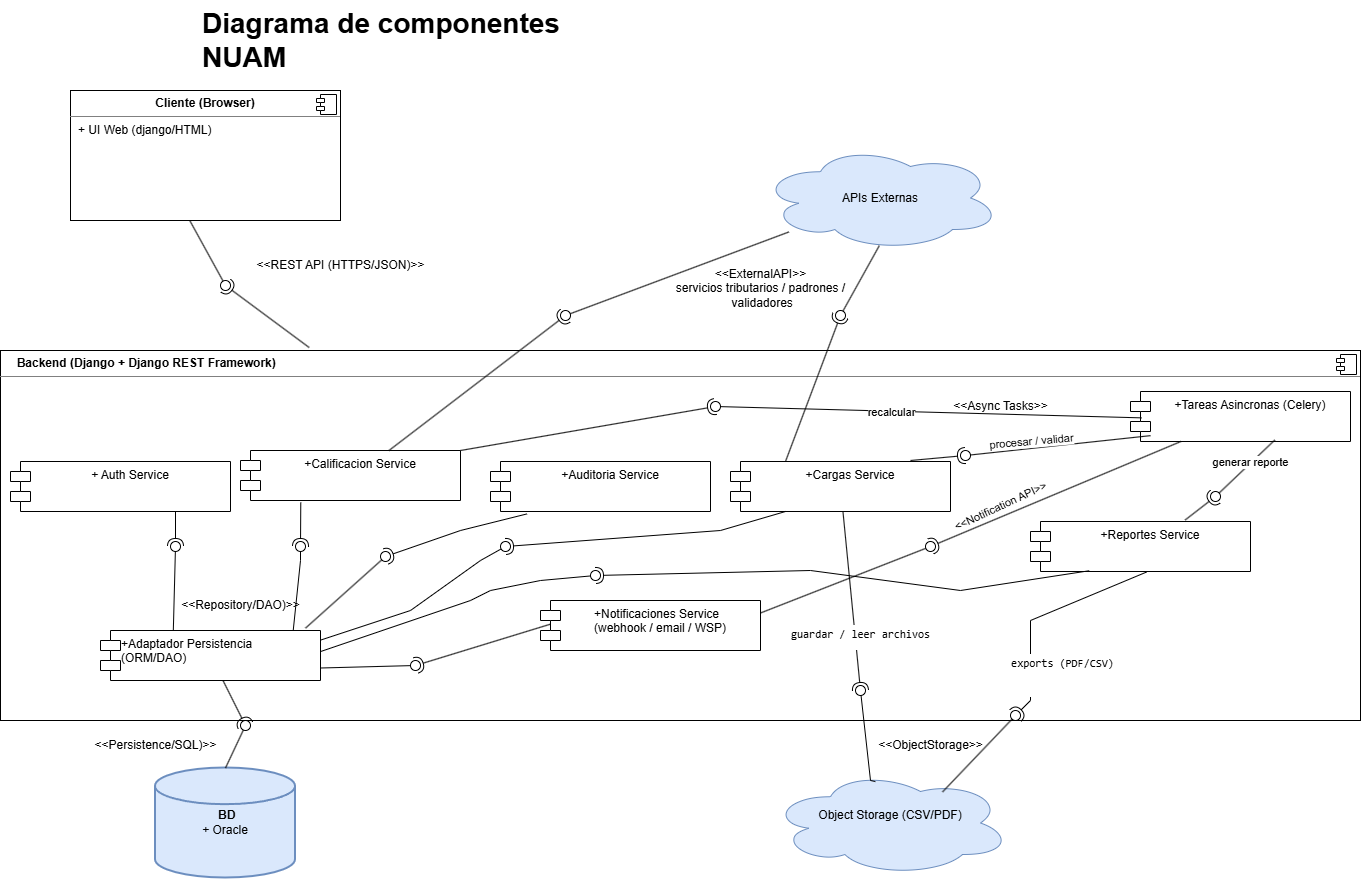 Diagrama de componentes
NUAM
Cliente (Browser)
+ UI Web (django/HTML)
APIs Externas
<<REST API (HTTPS/JSON)>>
<<ExternalAPI>>
servicios tributarios / padrones /
validadores
Backend (Django + Django REST Framework)
recalcular
<<Async Tasks>>
+Tareas Asincronas (Celery)
procesar / validar
+ Auth Service
+Calificacion Service
+Auditoria Service
+Cargas Service
generar reporte
<<Notification API>>
+Reportes Service
<<Repository/DAO)>>
+Notificaciones Service
(webhook / email / WSP)
guardar / leer archivos
+Adaptador Persistencia
(ORM/DAO)
exports (PDF/CSV)
<<Persistence/SQL)>>
<<ObjectStorage>>
BD
+ Oracle
Object Storage (CSV/PDF)